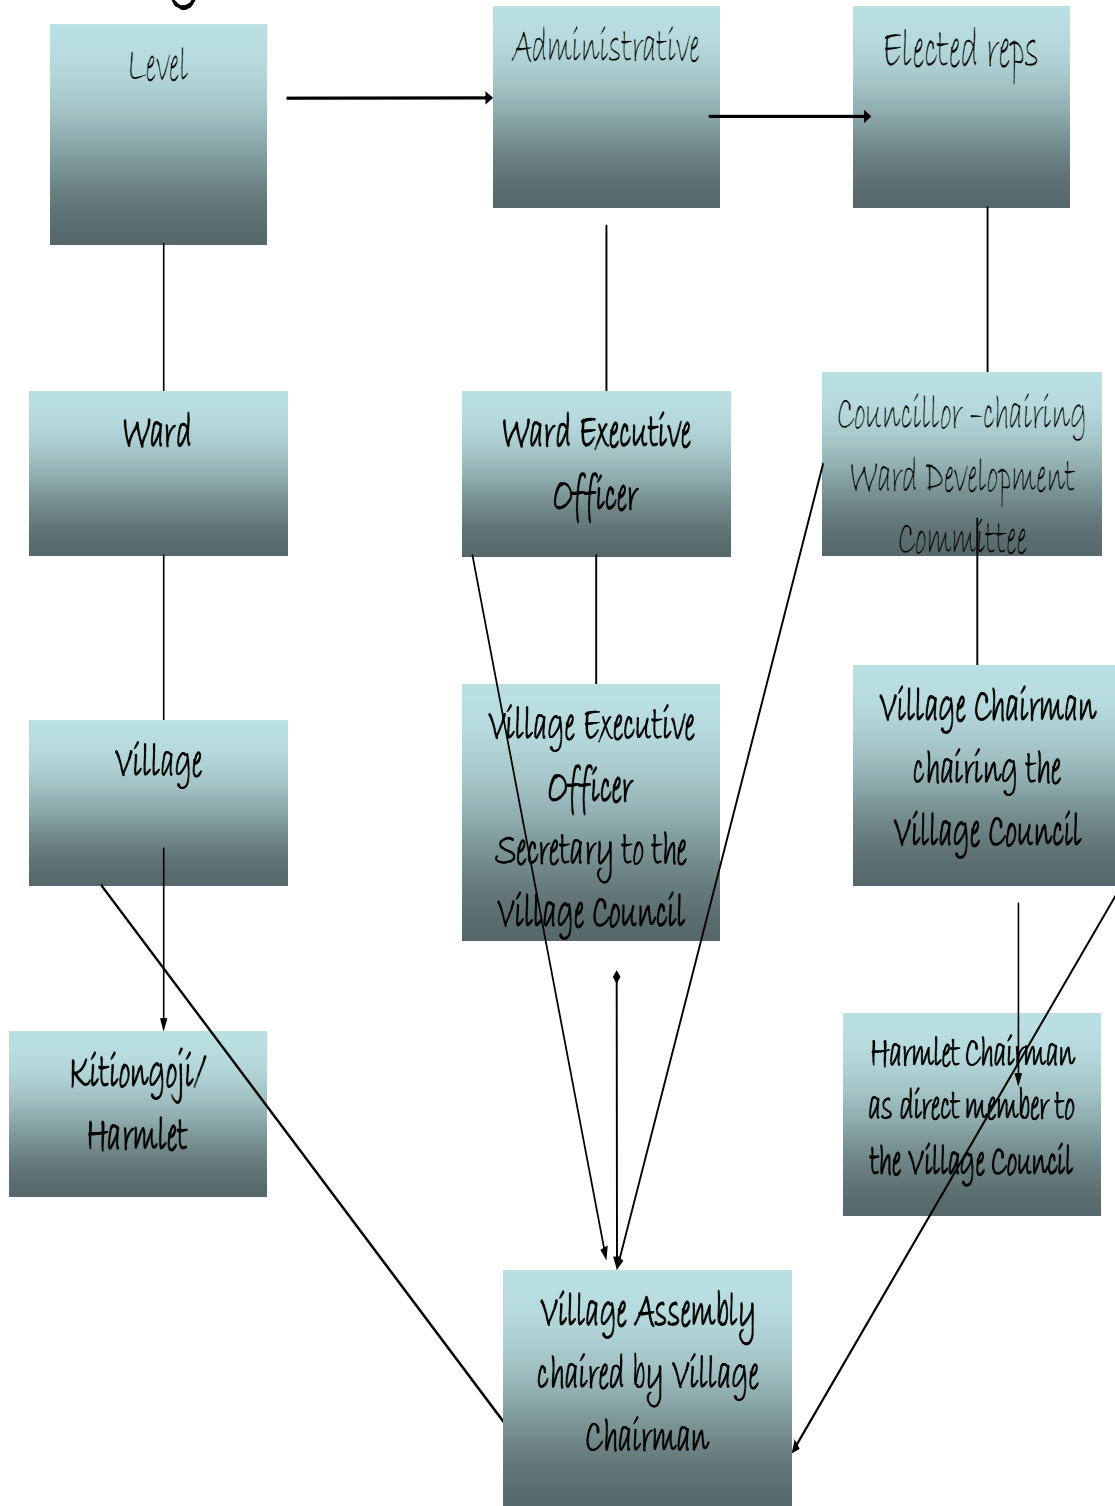 Level
Administrative
Elected reps
Ward
Ward Executive
Officer
Councillor -chairing
Ward Development
Committee
Village
Village Executive
Officer
Secretary to the
Village Council
Village Chairman
chairing the
Village Council
Kitiongoji/
Harmlet
Harmlet Chairman
as direct member to
the Village Council
Village Assembly
chaired by Village
Chairman